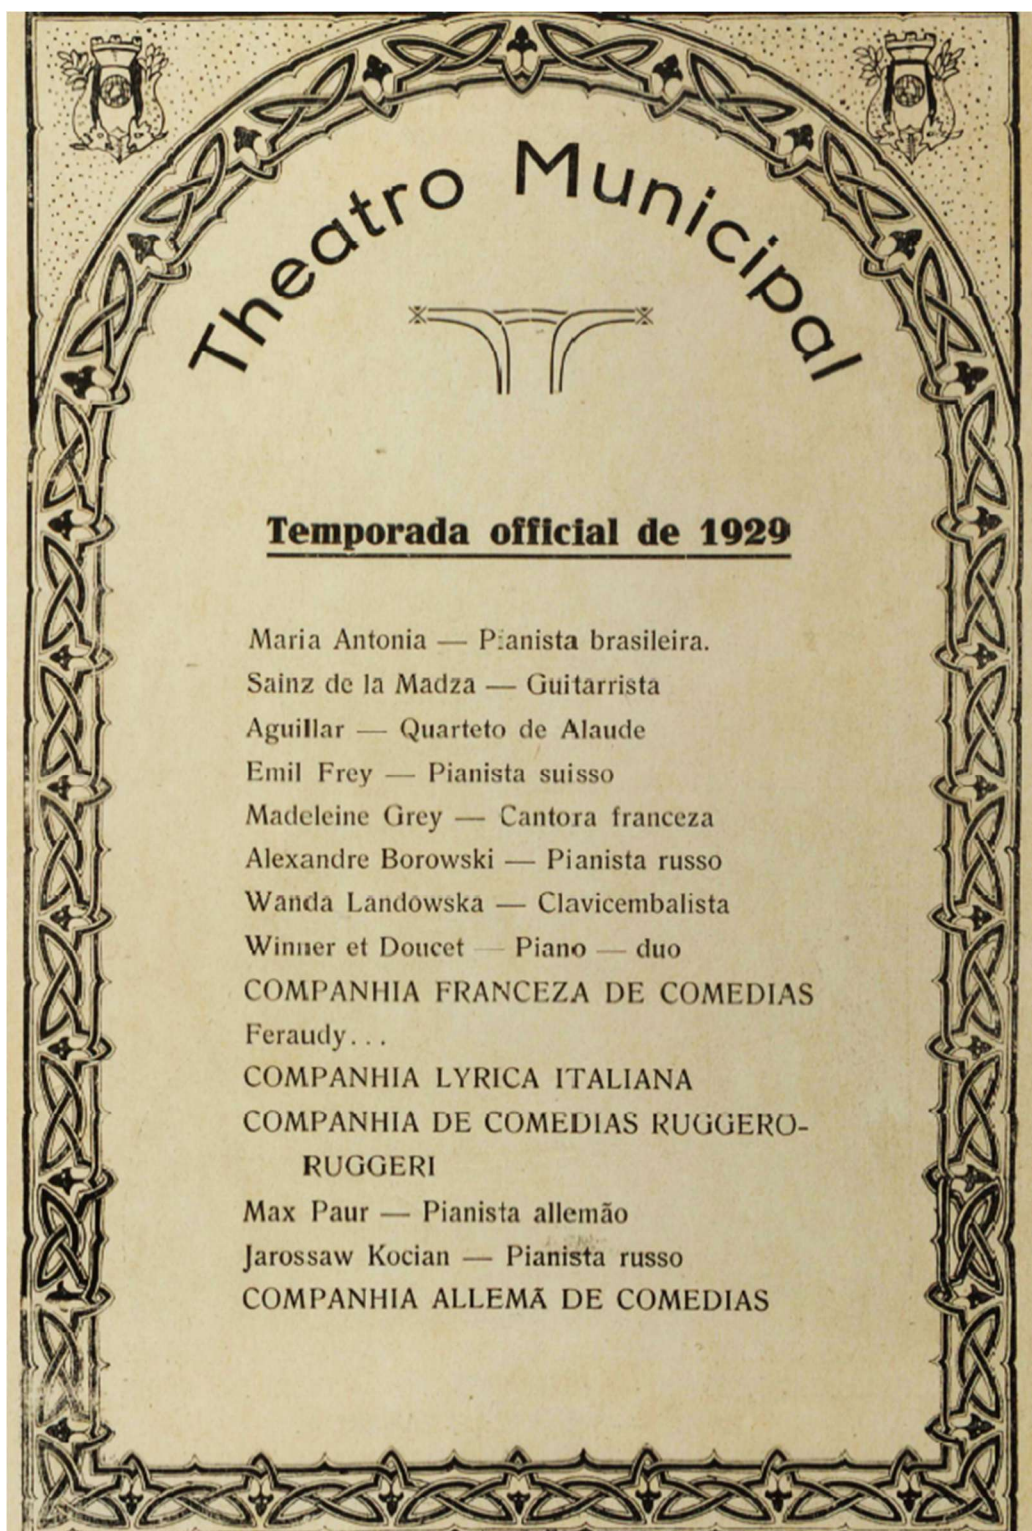 Theatro Municipal
Temporada official de 1929
Maria Antonia — Pianista brasileira.
Sainz de la Madza — Guitarrista
Aguillar — Quarteto de Alaude
Emil Frey — Pianista suisso
Madeleine Grey — Cantora franceza
Alexandre Borowski — Pianista russo
Wanda Landowska — Clavicembalista
Winner et Doucet — Piano — duo
COMPANHIA FRANCEZA DE COMEDIAS
Feraudy...
COMPANHIA LYRICA ITALIANA
COMPANHIA DE COMEDIAS RUGGERO-
RUGGERI
Max Paur — Pianista allemão
Jarossaw Kocian — Pianista russo
COMPANHIA ALLEMÃ DE COMEDIAS